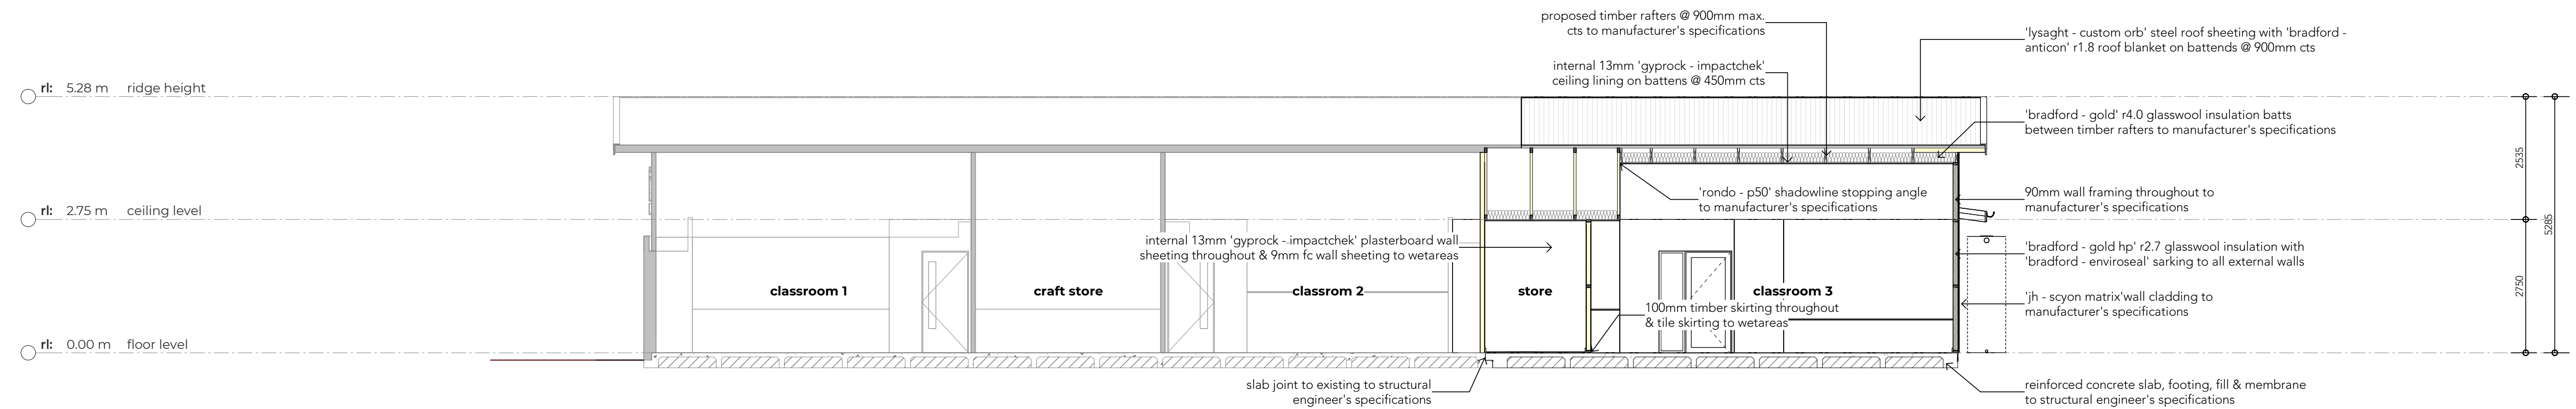 proposed timber rafters @ 900mm max.
cts to manufacturer's specifications
'lysaght - custom orb' steel roof sheeting with 'bradford -
anticon' r1.8 roof blanket on battends @ 900mm cts
internal 13mm 'gyprock - impactchek'
ceiling lining on battens @ 450mm cts
rl: 5.28 m ridge height
'bradford - gold' r4.0 glasswool insulation batts
between timber rafters to manufacturer's specifications
2535
'rondo - p50' shadowline stopping angle
to manufacturer's specifications
90mm wall framing throughout to
manufacturer's specifications
rl: 2.75 m ceiling level
5285
internal 13mm 'gyprock - impactchek' plasterboard wall
sheeting throughout & 9mm fc wall sheeting to wetareas
'bradford - gold hp' r2.7 glasswool insulation with
'bradford - enviroseal' sarking to all external walls
classroom 1
craft store
classrom 2
store
classroom 3
2750
'jh - scyon matrix'wall cladding to
manufacturer's specifications
100mm timber skirting throughout
& tile skirting to wetareas
rl: 0.00 m floor level
slab joint to existing to structural
engineer's specifications
reinforced concrete slab, footing, fill & membrane
to structural engineer's specifications